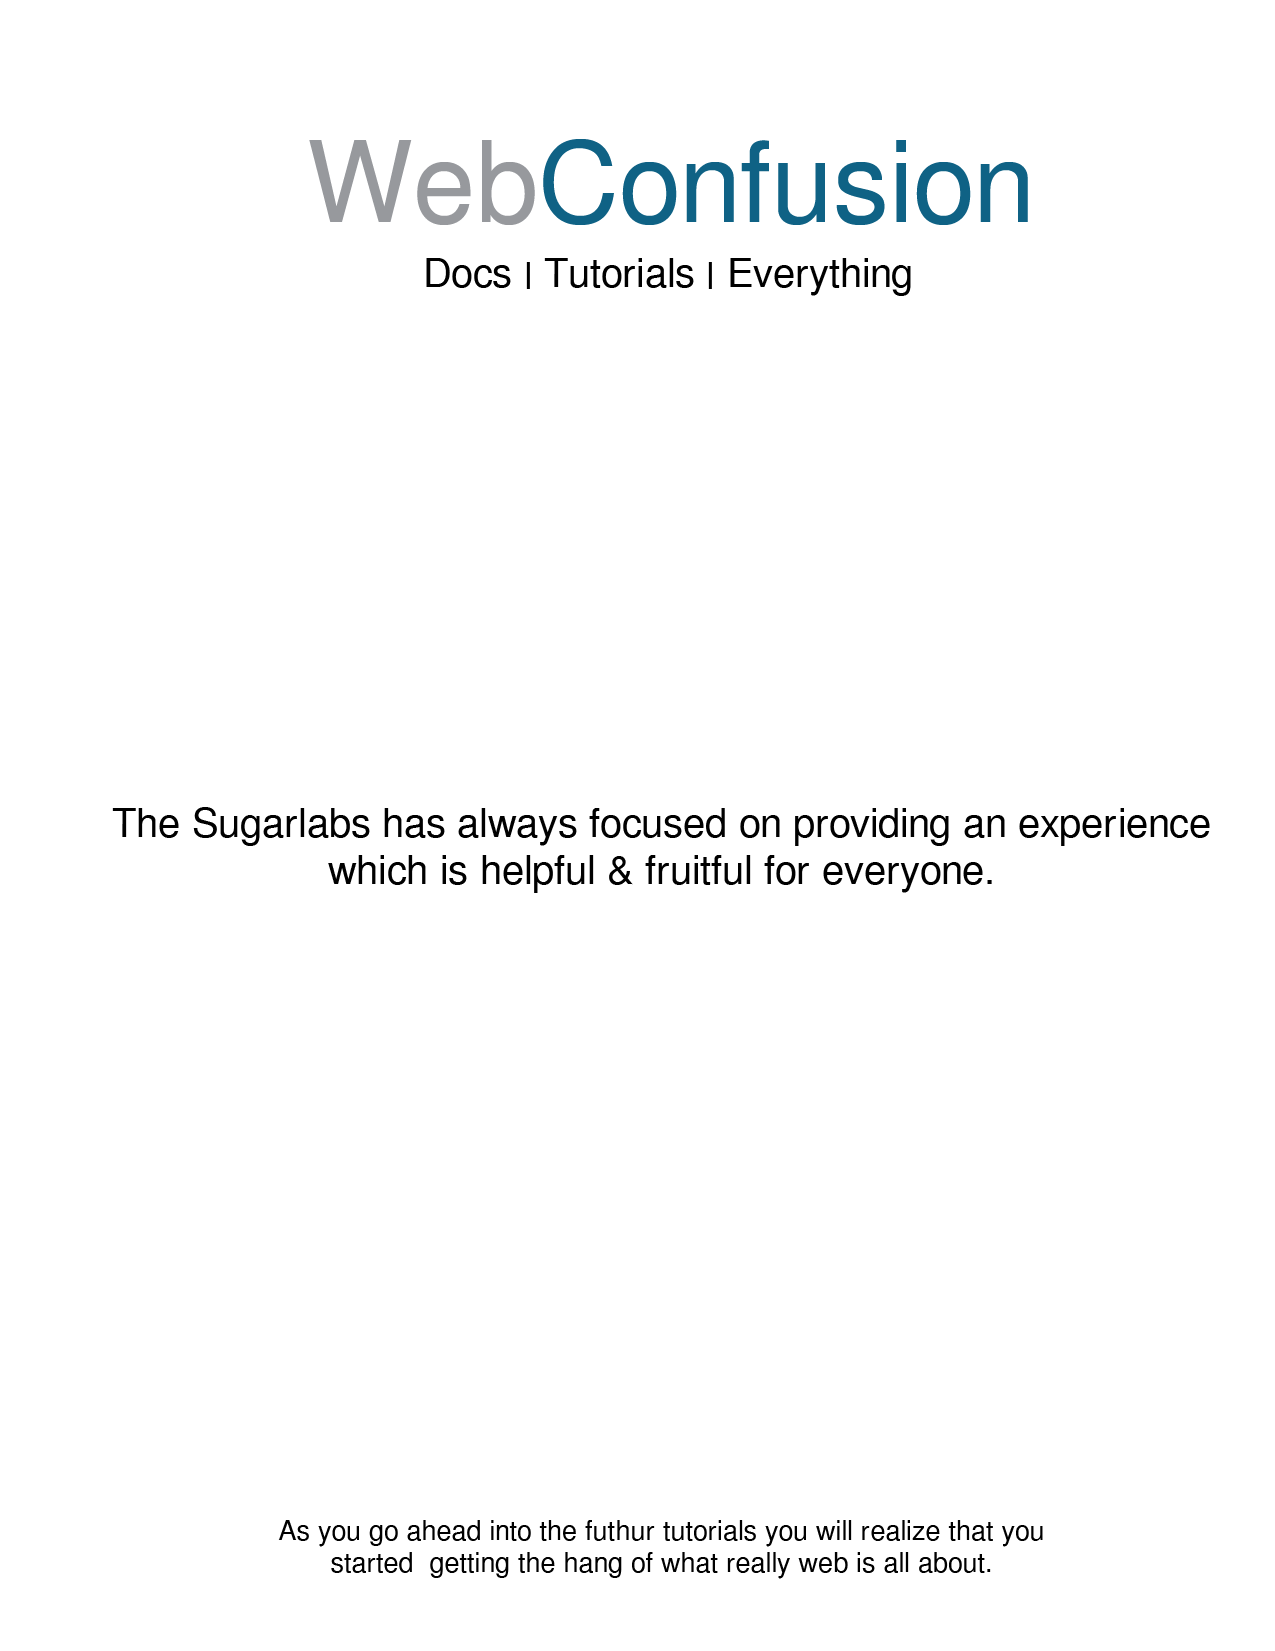 WebConfusion
Docs | Tutorials | Everything
The Sugarlabs has always focused on providing an experience
which is helpful & fruitful for everyone.
As you go ahead into the futhur tutorials you will realize that you
started  getting the hang of what really web is all about.